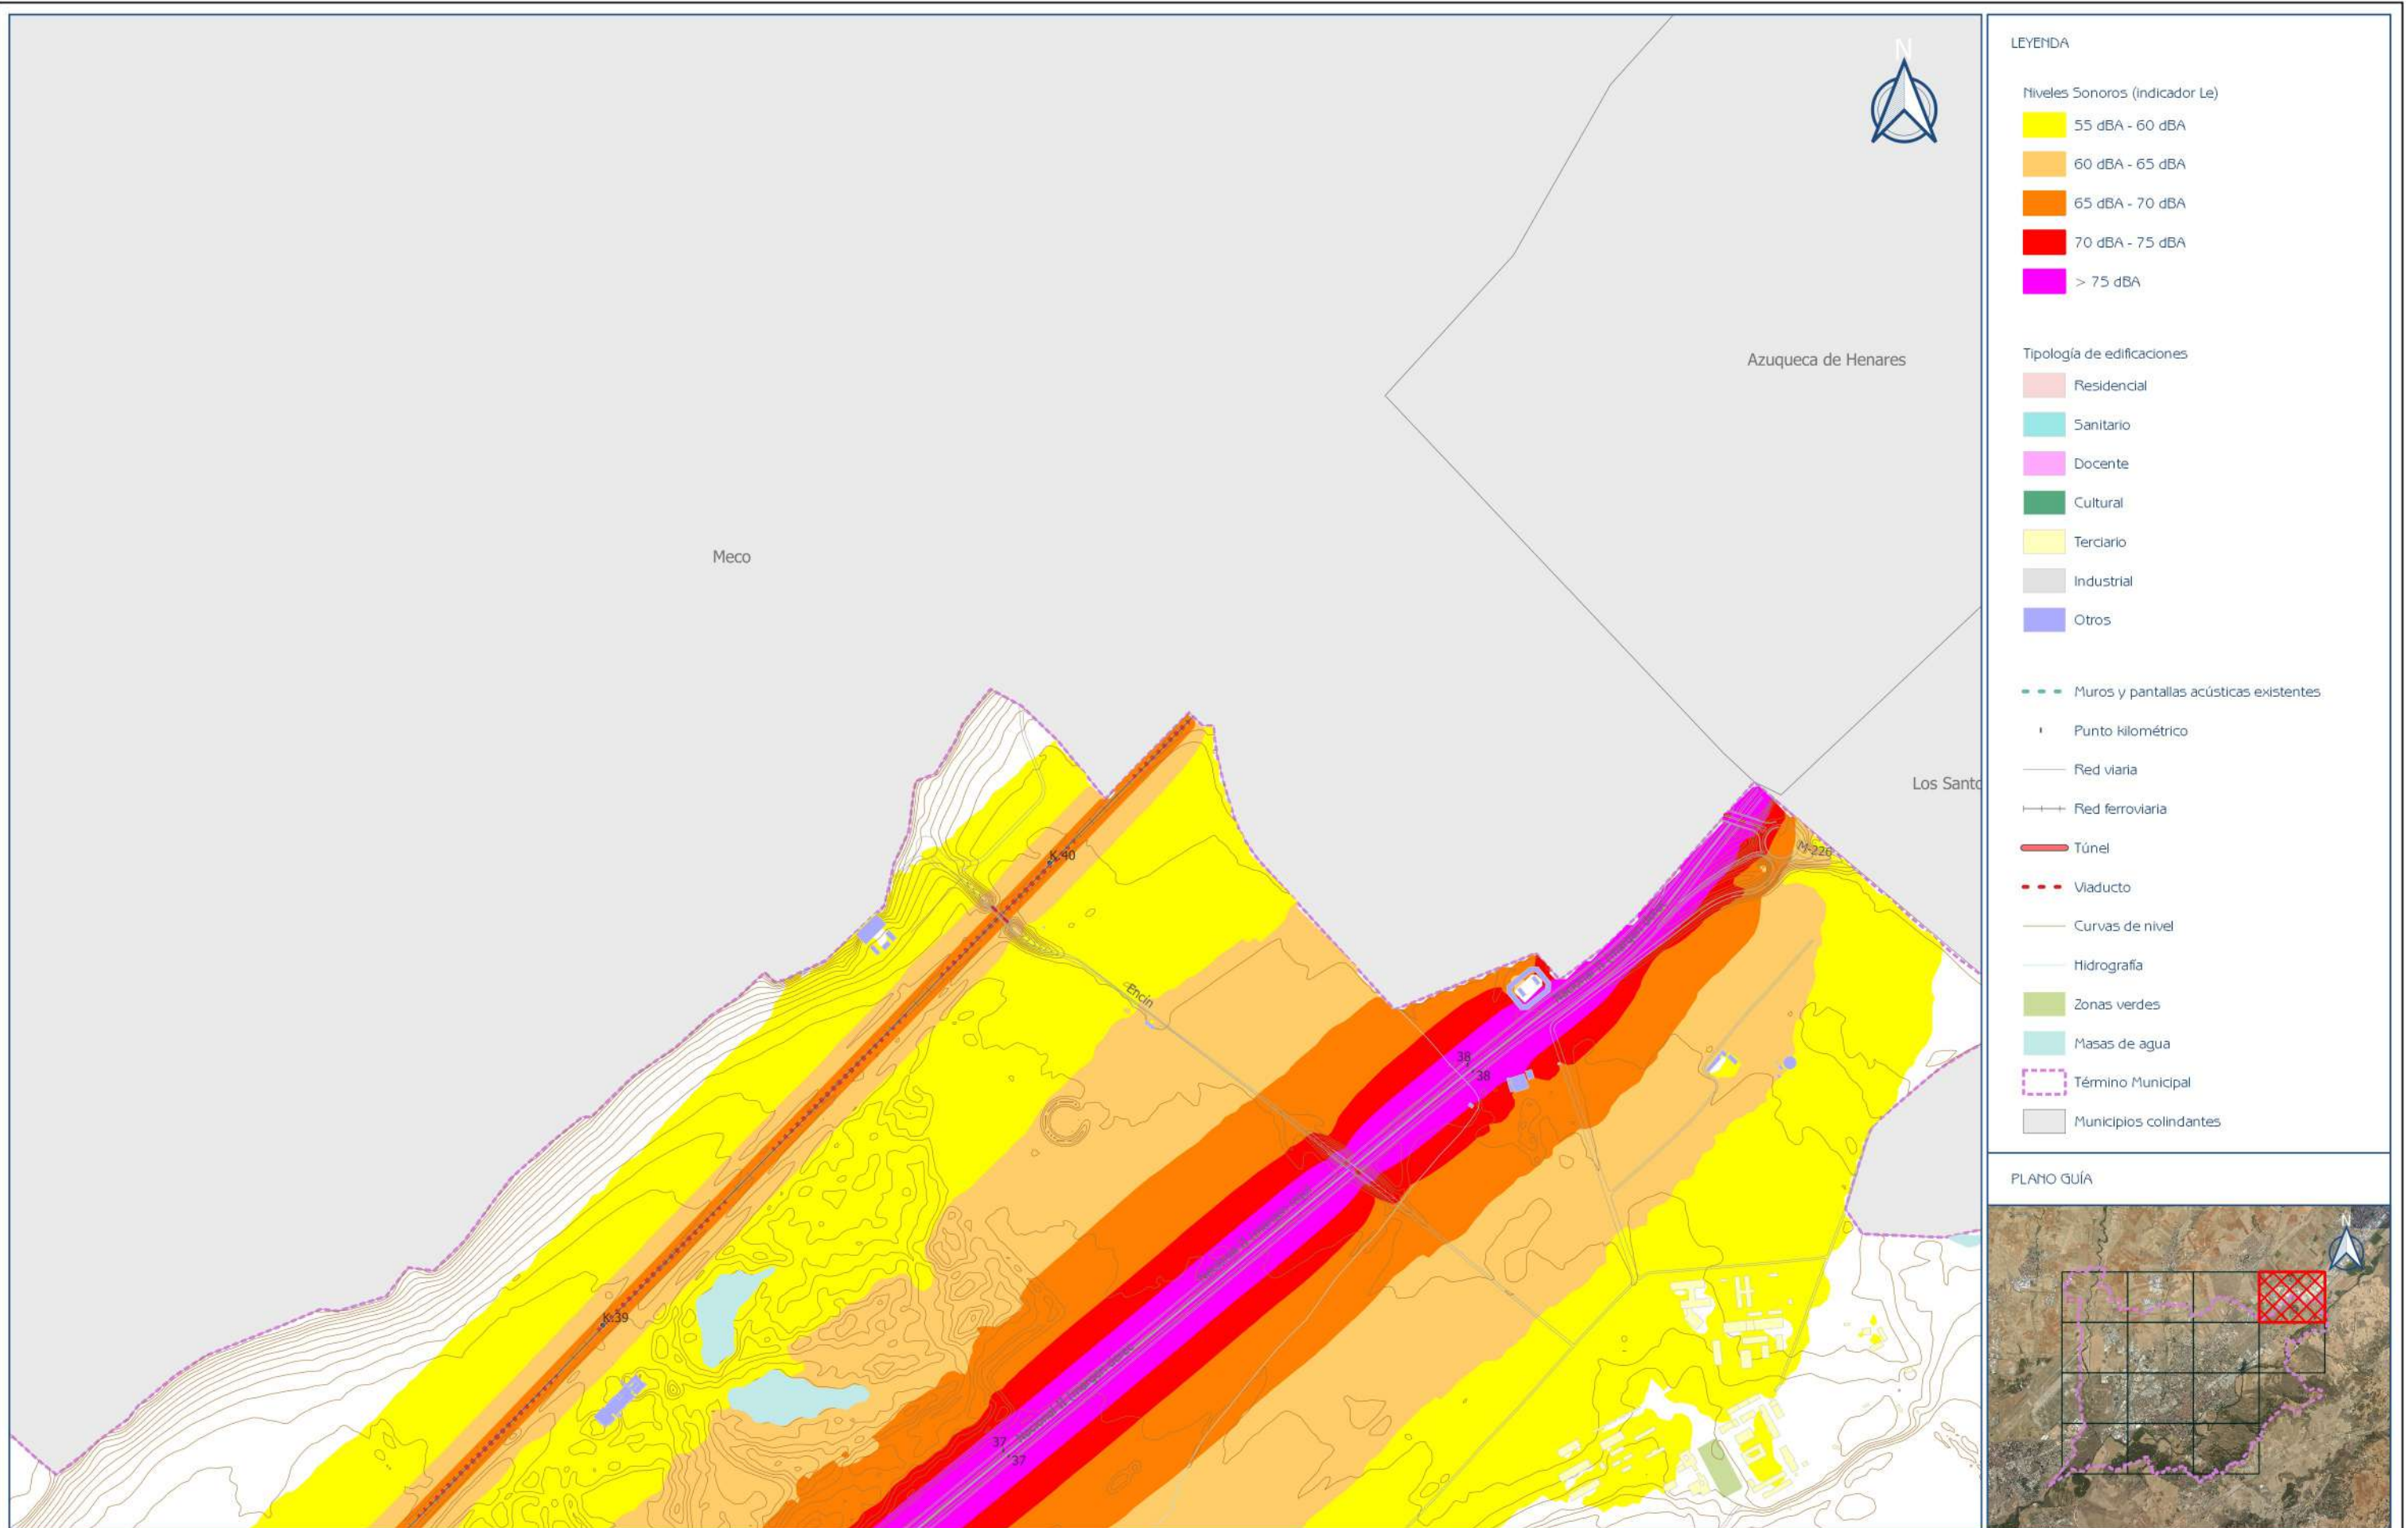 N
Azuqueca de Henares
Meco
Los Santo
M-226
K:40
Encín
38
38
K:39
37
37
LEYENDA
Niveles Sonoros (indicador Le)
55 dBA - 60 dBA
60 dBA - 65 dBA
65 dBA - 70 dBA
70 dBA - 75 dBA
> 75 dBA
Tipología de edificaciones
Residencial
Sanitario
Docente
Cultural
Terciario
Industrial
Otros
Muros y pantallas acústicas existentes
Punto kilométrico
Red viaria
Red ferroviaria
Túnel
Viaducto
Curvas de nivel
Hidrografía
Zonas verdes
Masas de agua
Término Municipal
Municipios colindantes
PLANO GUÍA
N